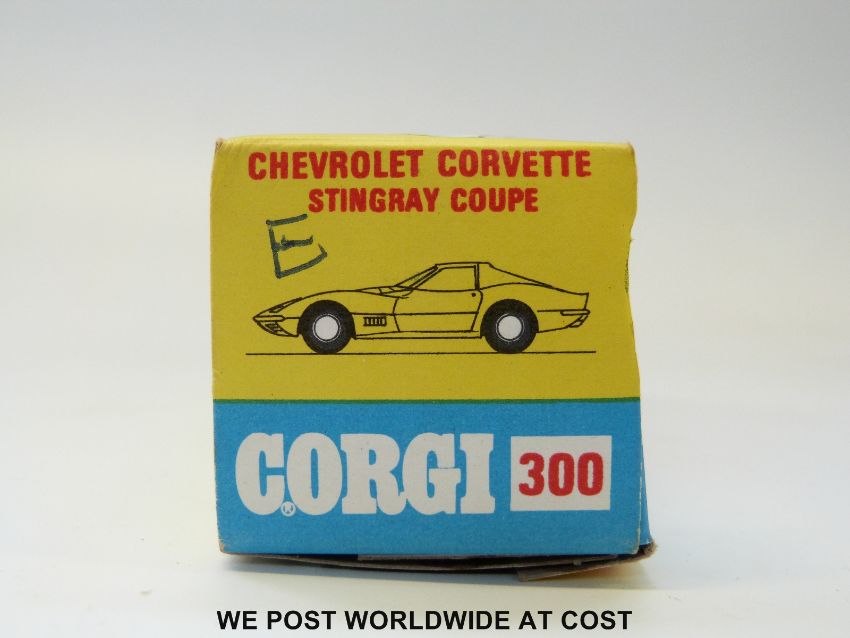 CHEVROLET CORVETTE
STINGRAY COUPE
E
CORGI® 300
WE POST WORLDWIDE AT COST